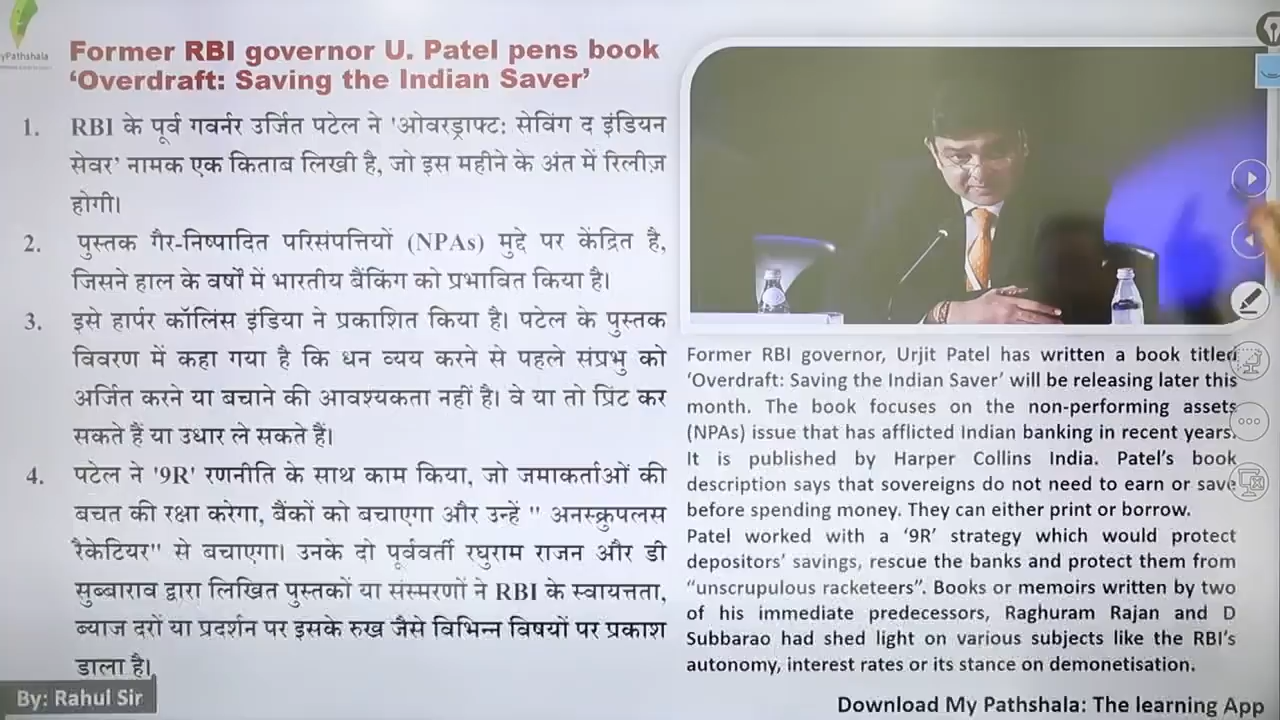 MyPathshala
Former RBI governor U. Patel pens book
‘Overdraft: Saving the Indian Saver’
1. RBI के पूर्व गवर्नर उर्जित पटेल ने 'ओवरड्राफ्ट: सेविंग द इंडियन
सेवर’ नामक एक किताब लिखी है, जो इस महीने के अंत में रिलीज़
होगी।
2. पुस्तक गैर-निष्पादित परिसंपत्तियों (NPAs) मुद्दे पर केंद्रित है,
जिसने हाल के वर्षों में भारतीय बैंकिंग को प्रभावित किया है।
3. इसे हार्पर कॉलिंस इंडिया ने प्रकाशित किया है। पटेल के पुस्तक
विवरण में कहा गया है कि धन व्यय करने से पहले संप्रभु को
अर्जित करने या बचाने की आवश्यकता नहीं है। वे या तो प्रिंट कर
सकते हैं या उधार ले सकते हैं।
4. पटेल ने '9R' रणनीति के साथ काम किया, जो जमाकर्ताओं की
बचत की रक्षा करेगा, बैंकों को बचाएगा और उन्हें " अनस्क्रुपलस
रैकेटियर" से बचाएगा। उनके दो पूर्ववर्ती रघुराम राजन और डी
सुब्बाराव द्वारा लिखित पुस्तकों या संस्मरणों ने RBI के स्वायत्तता,
ब्याज दरों या प्रदर्शन पर इसके रुख जैसे विभिन्न विषयों पर प्रकाश
डाला है।
By: Rahul Sir
Former RBI governor, Urjit Patel has written a book titled
‘Overdraft: Saving the Indian Saver’ will be releasing later this
month. The book focuses on the non-performing assets
(NPAs) issue that has afflicted Indian banking in recent years.
It is published by Harper Collins India. Patel’s book
description says that sovereigns do not need to earn or save
before spending money. They can either print or borrow.
Patel worked with a ‘9R’ strategy which would protect
depositors’ savings, rescue the banks and protect them from
“unscrupulous racketeers”. Books or memoirs written by two
of his immediate predecessors, Raghuram Rajan and D
Subbarao had shed light on various subjects like the RBI’s
autonomy, interest rates or its stance on demonetisation.
Download My Pathshala: The learning App